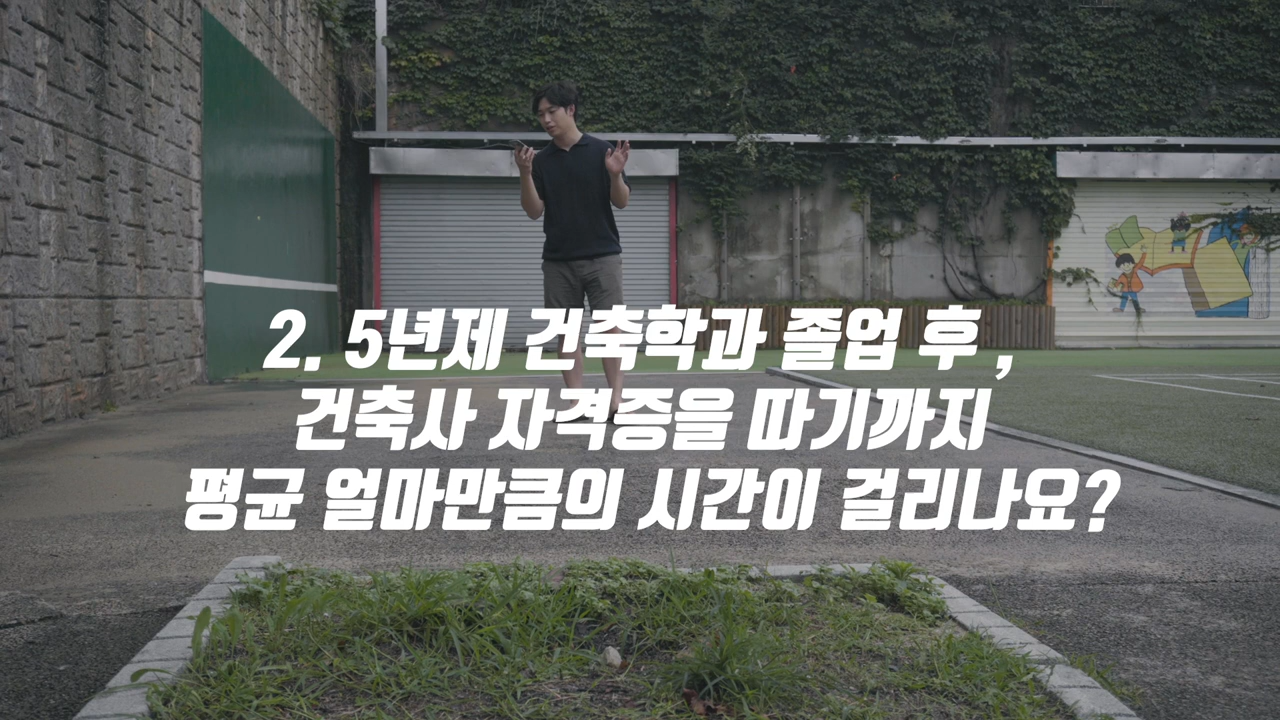 2. 5년제 건축학과 졸업 후 ,
건축사 자격증을 따기까지
평균 얼마만큼의 시간이 걸리나요?